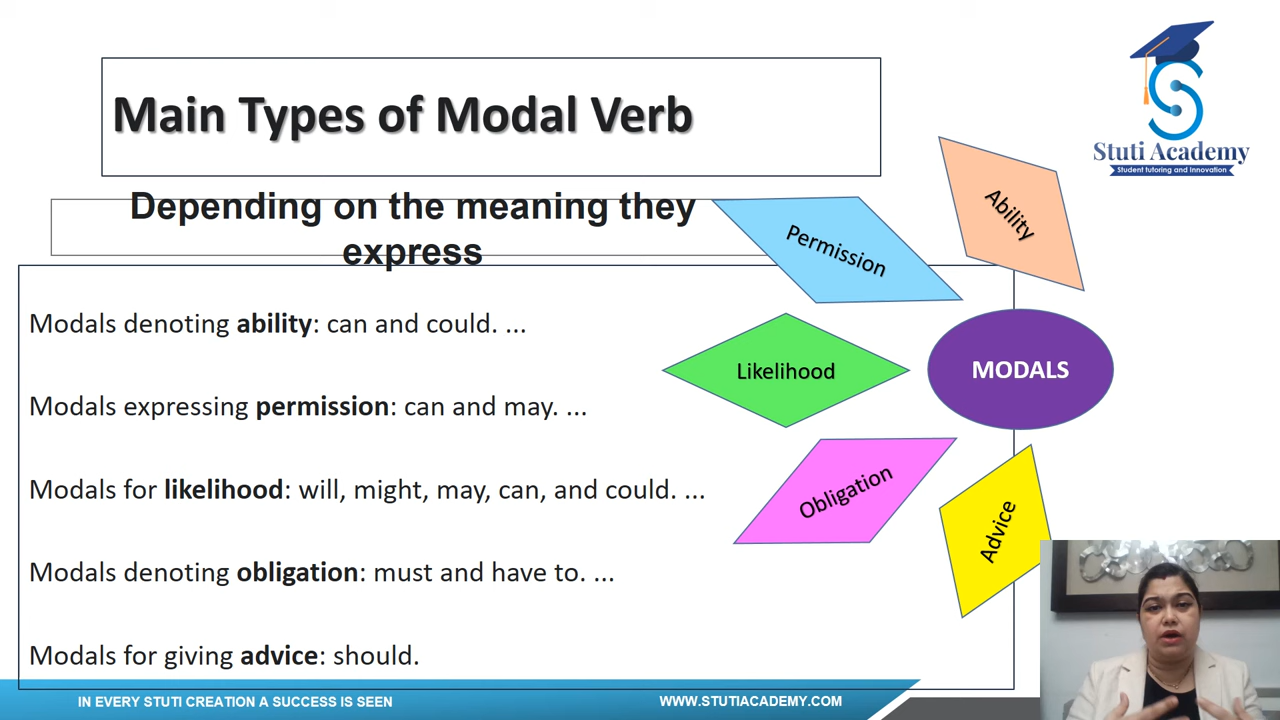 Main Types of Modal Verb
Stuti Academy
Student tutoring and Innovation
Depending on the meaning they
express
Ability
Permission
Likelihood
MODALS
Obligation
Advice
Modals denoting ability: can and could. ...
Modals expressing permission: can and may. ...
Modals for likelihood: will, might, may, can, and could. ...
Modals denoting obligation: must and have to. ...
Modals for giving advice: should.
IN EVERY STUTI CREATION A SUCCESS IS SEEN
WWW.STUTIACADEMY.COM